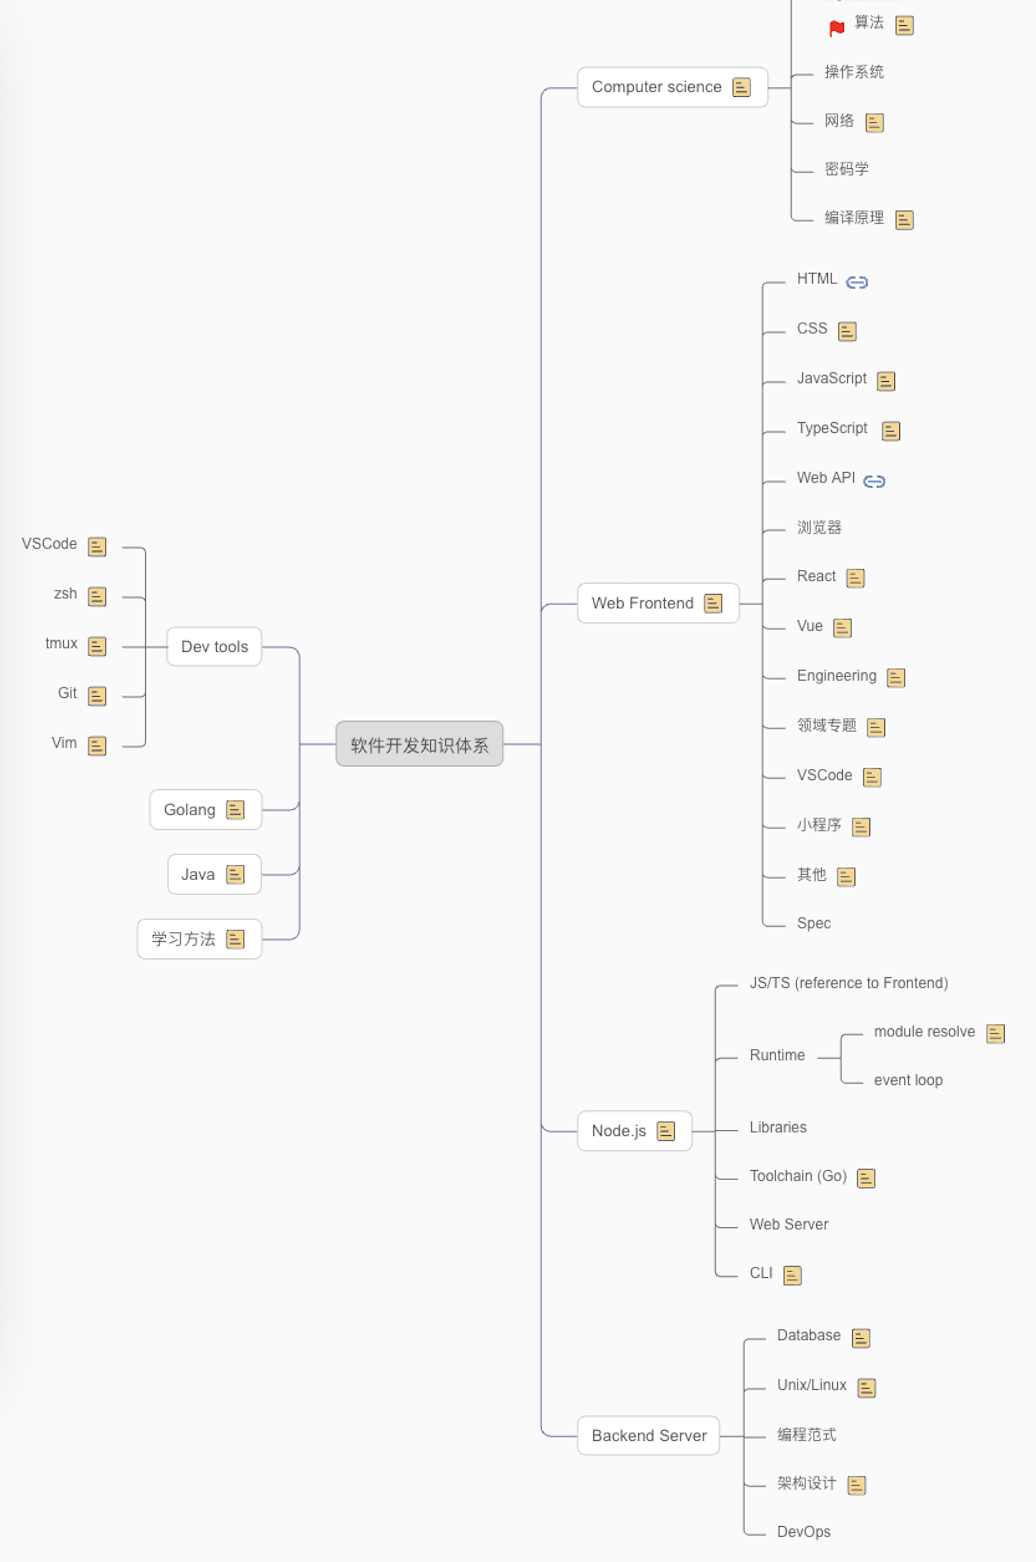 算法
Computer science
操作系统
网络
密码学
编译原理
HTML
CSS
JavaScript
TypeScript
Web API
浏览器
Web Frontend
React
Vue
Engineering
领域专题
VSCode
小程序
其他
Spec
VSCode
zsh
tmux
Git
Vim
Dev tools
软件开发知识体系
Golang
Java
学习方法
JS/TS (reference to Frontend)
Runtime
module resolve
event loop
Node.js
Libraries
Toolchain (Go)
Web Server
CLI
Database
Unix/Linux
Backend Server
编程范式
架构设计
DevOps